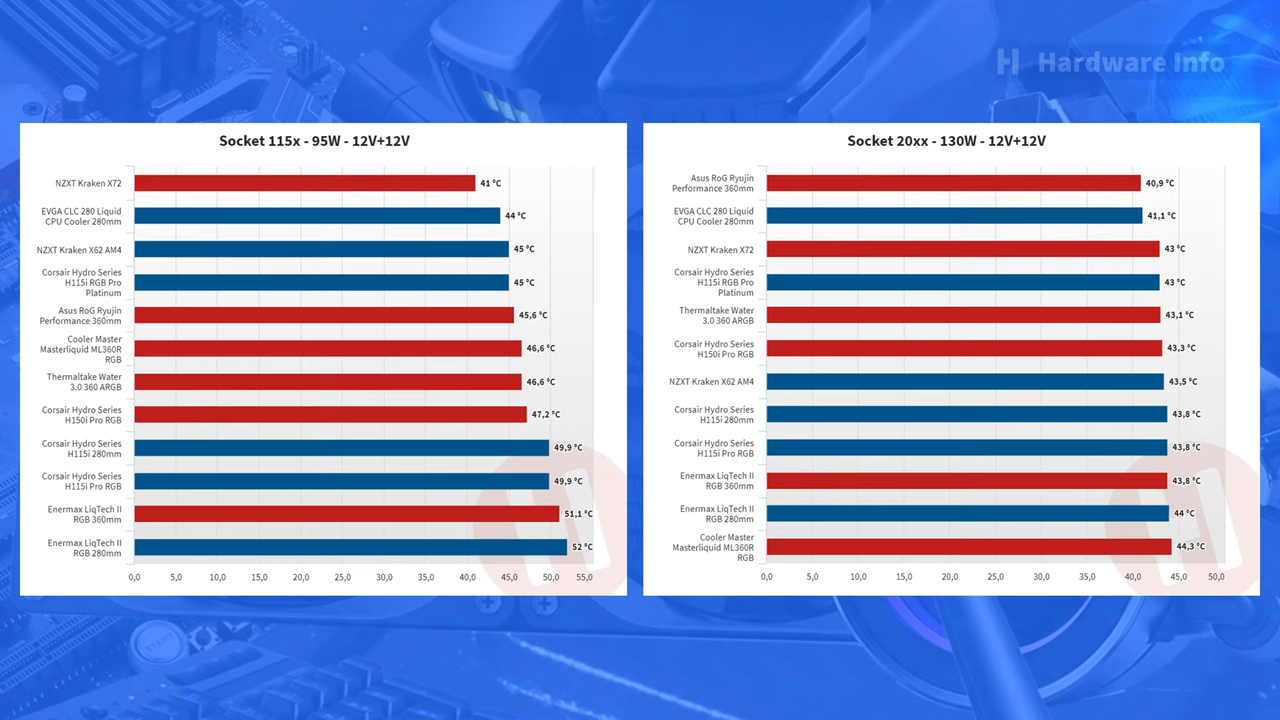 Hardware Info
Socket 115x - 95W - 12V+12V
NZXT Kraken X72
41 °C
EVGA CLC 280 Liquid
CPU Cooler 280mm
44 °C
NZXT Kraken X62 AM4
45 °C
Corsair Hydro Series
H115i RGB Pro
Platinum
45 °C
Asus RoG Ryujin
Performance 360mm
45,6 °C
Cooler Master
Masterliquid ML360R
RGB
46,6 °C
Thermaltake Water
3.0 360 ARGB
46,6 °C
Corsair Hydro Series
H150i Pro RGB
47,2 °C
Corsair Hydro Series
H115i 280mm
49,9 °C
Corsair Hydro Series
H115i Pro RGB
49,9 °C
Enermax LiqTech II
RGB 360mm
51,1 °C
Enermax LiqTech II
RGB 280mm
52 °C
0,0 5,0 10,0 15,0 20,0 25,0 30,0 35,0 40,0 45,0 50,0 55,0
Socket 20xx - 130W - 12V+12V
Asus RoG Ryujin
Performance 360mm
40,9 °C
EVGA CLC 280 Liquid
CPU Cooler 280mm
41,1 °C
NZXT Kraken X72
43 °C
Corsair Hydro Series
H115i RGB Pro
Platinum
43 °C
Thermaltake Water
3.0 360 ARGB
43,1 °C
Corsair Hydro Series
H150i Pro RGB
43,3 °C
NZXT Kraken X62 AM4
43,5 °C
Corsair Hydro Series
H115i 280mm
43,8 °C
Corsair Hydro Series
H115i Pro RGB
43,8 °C
Enermax LiqTech II
RGB 360mm
43,8 °C
Enermax LiqTech II
RGB 280mm
44 °C
Cooler Master
Masterliquid ML360R
RGB
44,3 °C
0,0 5,0 10,0 15,0 20,0 25,0 30,0 35,0 40,0 45,0 50,0